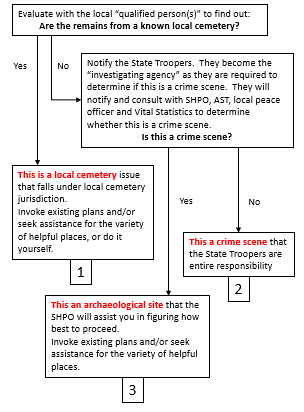 Evaluate with the local “qualified person(s)” to find out:
Are the remains from a known local cemetery?
Yes
No
Notify the State Troopers.  They become the
“investigating agency” as they are required to
determine if this is a crime scene.  They will
notify and consult with SHPO, AST, local peace
officer and Vital Statistics to determine
whether this is a crime scene.
Is this a crime scene?
This is a local cemetery issue
that falls under local cemetery
jurisdiction.
Invoke existing plans and/or
seek assistance for the variety
of helpful places, or do it
yourself.
1
Yes
No
This a crime scene that
the State Troopers are
entire responsibility
2
This an archaeological site that the
SHPO will assist you in figuring how
best to proceed.
Invoke existing plans and/or seek
assistance for the variety of helpful
places.
3